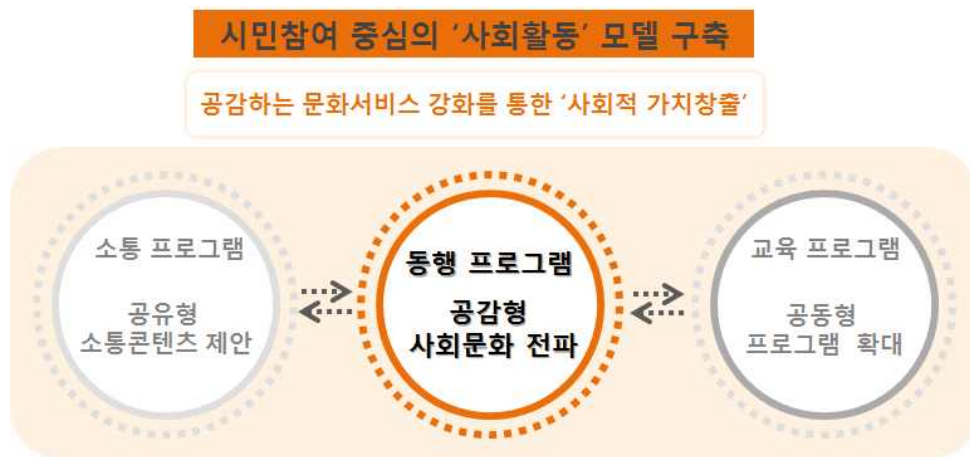 시민참여 중심의 ‘사회활동’ 모델 구축
공감하는 문화서비스 강화를 통한 ‘사회적 가치창출’
소통 프로그램
공유형
소통콘텐츠 제안
동행 프로그램
공감형
사회문화 전파
교육 프로그램
공동형
프로그램 확대